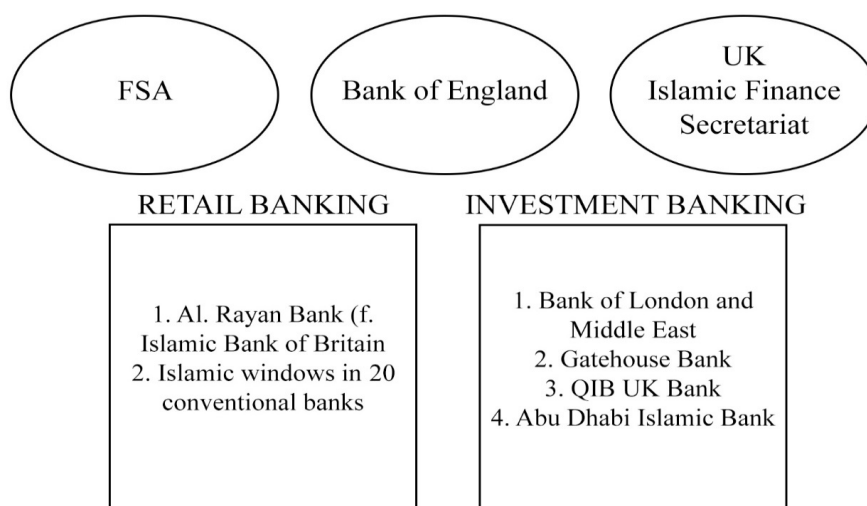 FSA
Bank of England
UK
Islamic Finance
Secretariat
RETAIL BANKING
1. Al. Rayan Bank (f.
Islamic Bank of Britain
2. Islamic windows in 20
conventional banks
INVESTMENT BANKING
1. Bank of London and
Middle East
2. Gatehouse Bank
3. QIB UK Bank
4. Abu Dhabi Islamic Bank